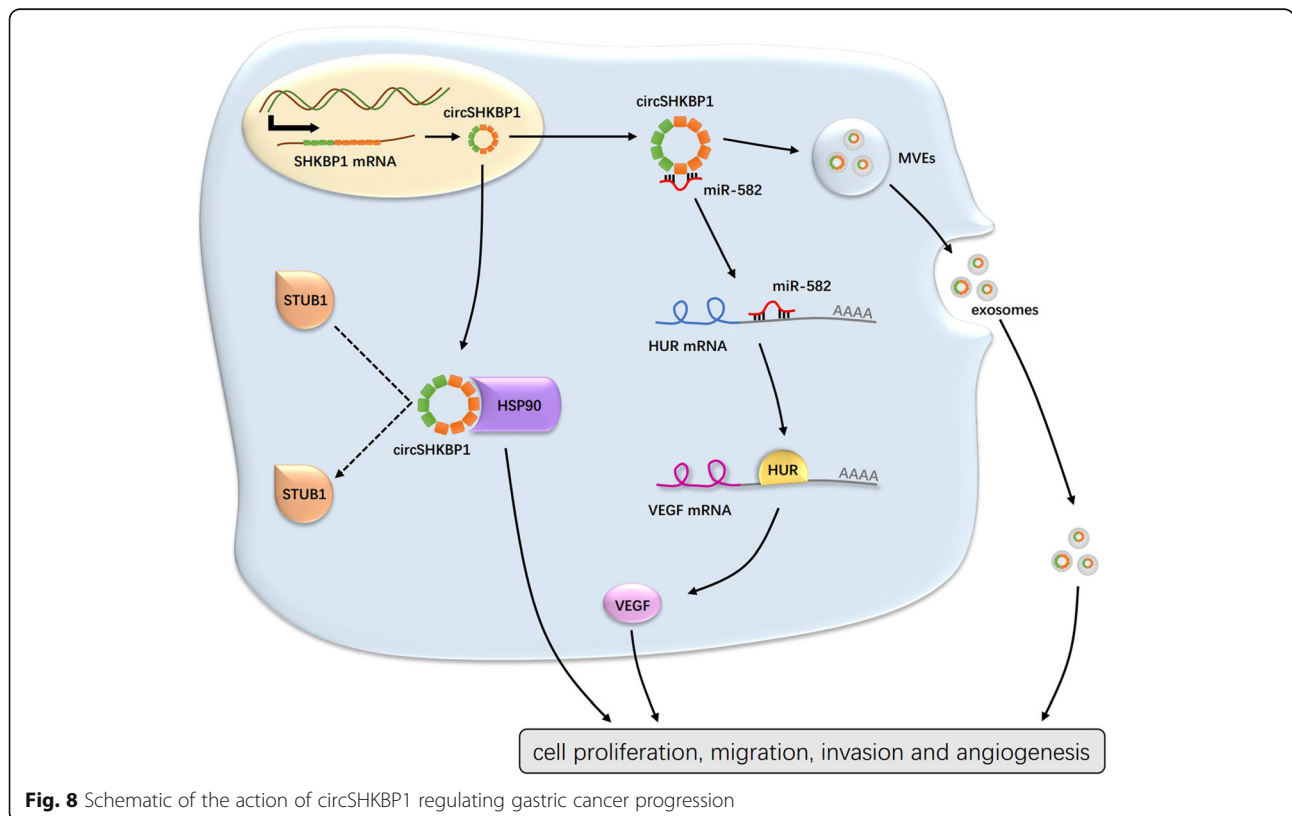 circSHKBP1
SHKBP1 mRNA
circSHKBP1
miR-582
MVEs
exosomes
STUB1
miR-582
AAAA
HUR mRNA
HSP90
circSHKBP1
STUB1
HUR
AAAA
VEGF mRNA
VEGF
cell proliferation, migration, invasion and angiogenesis
Fig. 8 Schematic of the action of circSHKBP1 regulating gastric cancer progression